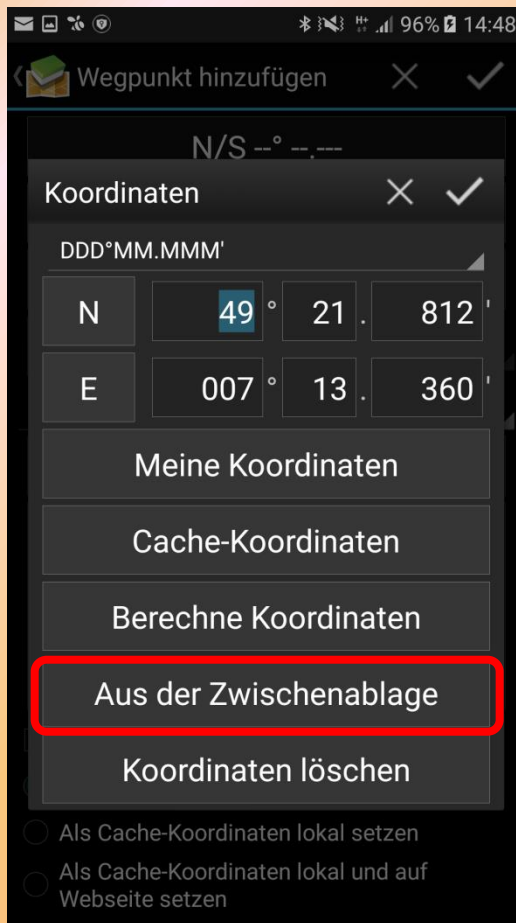 96% 14:48
Wegpunkt hinzufügen
N/S --° --.---
Koordinaten
DDD°MM.MMM'
N 49 ° 21 . 812 '
E 007 ° 13 . 360 '
Meine Koordinaten
Cache-Koordinaten
Berechne Koordinaten
Aus der Zwischenablage
Koordinaten löschen
Als Cache-Koordinaten lokal setzen
Als Cache-Koordinaten lokal und auf
Webseite setzen